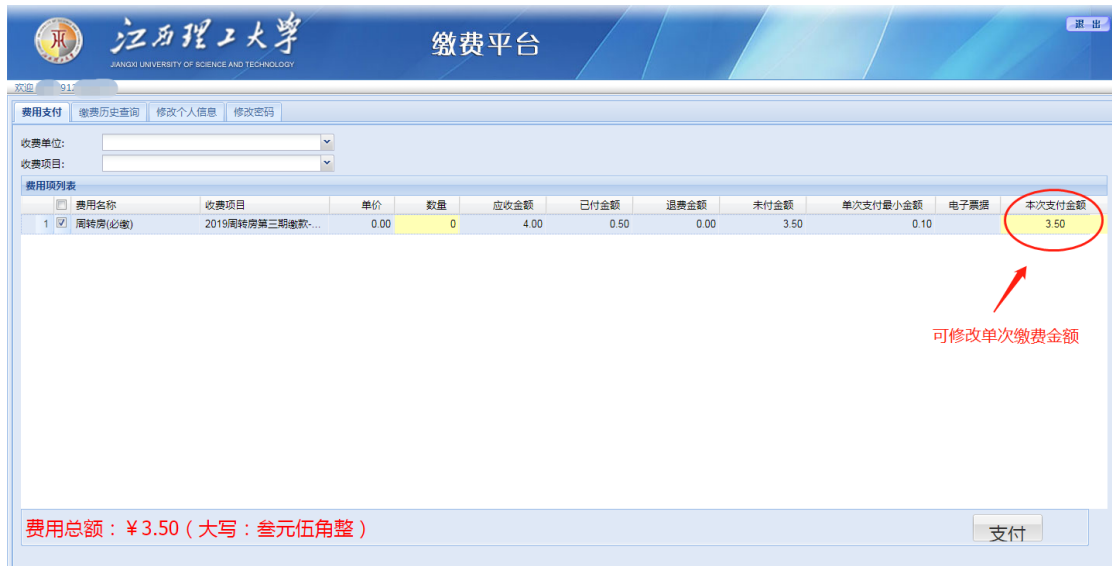 江西理工大学
JIANGXI UNIVERSITY OF SCIENCE AND TECHNOLOGY
缴费平台
退 出
欢迎 912
费用支付 缴费历史查询 修改个人信息 修改密码
收费单位:
收费项目:
费用项列表
费用名称 收费项目 单价 数量 应收金额 已付金额 退费金额 未付金额 单次支付最小金额 电子票据 本次支付金额
1 周转房(必缴) 2019周转房第三期缴款-... 0.00 0 4.00 0.50 0.00 3.50 0.10 3.50
可修改单次缴费金额
费用总额：¥3.50（大写：叁元伍角整）
支付